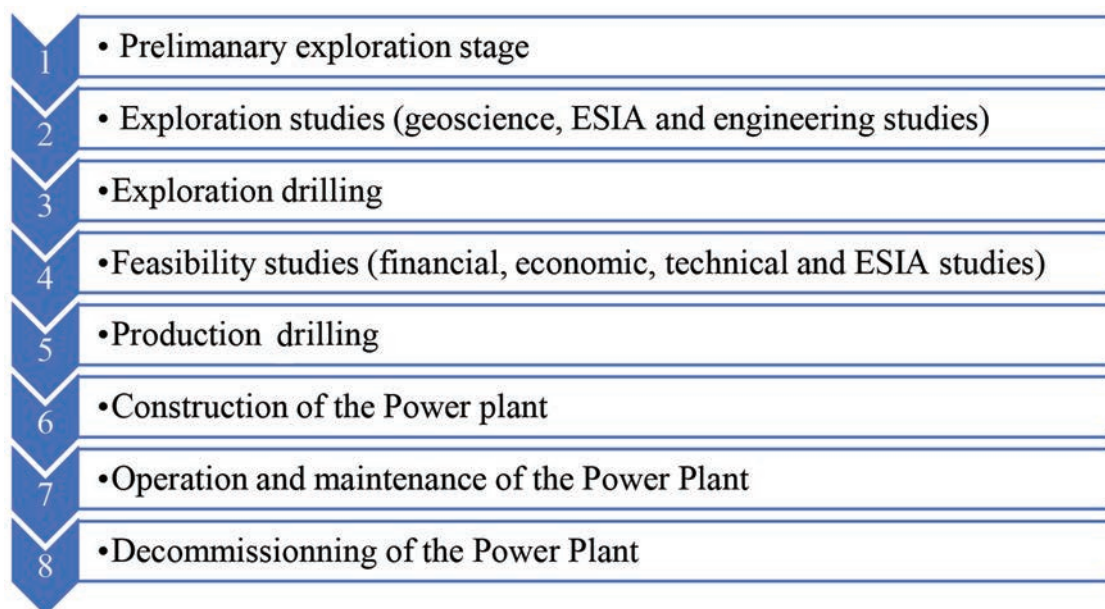 1 • Prelimanary exploration stage
2 • Exploration studies (geoscience, ESIA and engineering studies)
3 •Exploration drilling
4 •Feasibility studies (financial, economic, technical and ESIA studies)
5 •Production drilling
6 •Construction of the Power plant
7 •Operation and maintenance of the Power Plant
8 •Decommissionning of the Power Plant